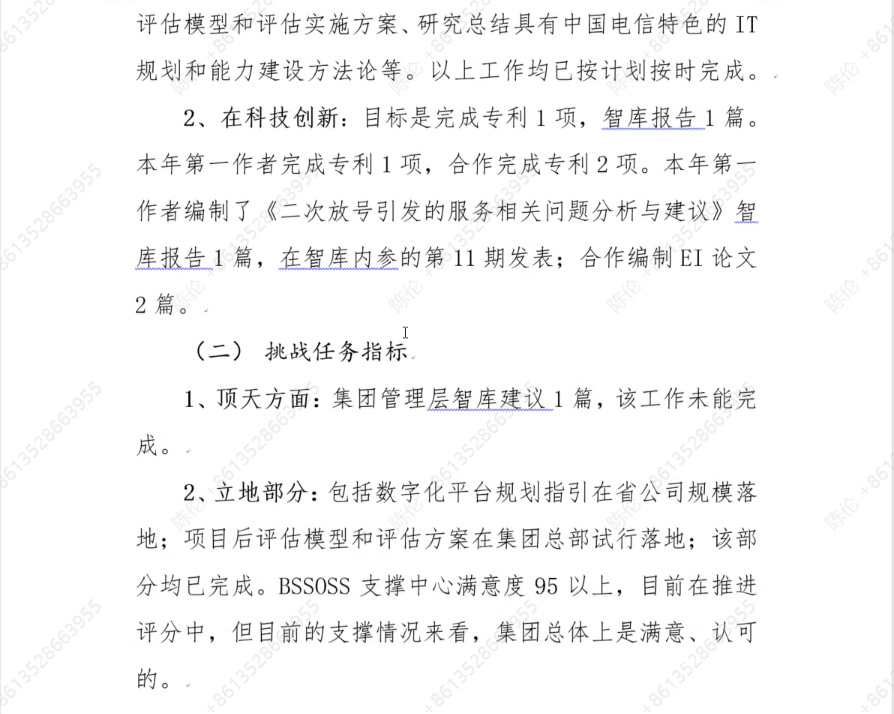 评估模型和评估实施方案、研究总结具有中国电信特色的 IT
规划和能力建设方法论等。以上工作均已按计划按时完成。
2、在科技创新：目标是完成专利 1 项，智库报告 1 篇。
本年第一作者完成专利 1 项，合作完成专利 2 项。本年第一
作者编制了《二次放号引发的服务相关问题分析与建议》智
库报告 1 篇，在智库内参的第 11 期发表；合作编制 EI 论文
2 篇。
（二） 挑战任务指标
1、顶天方面：集团管理层智库建议 1 篇，该工作未能完
成。
2、立地部分：包括数字化平台规划指引在省公司规模落
地；项目后评估模型和评估方案在集团总部试行落地；该部
分均已完成。BSSOSS 支撑中心满意度 95 以上，目前在推进
评分中，但目前的支撑情况来看，集团总体上是满意、认可
的。
陈伦 +8613528663955